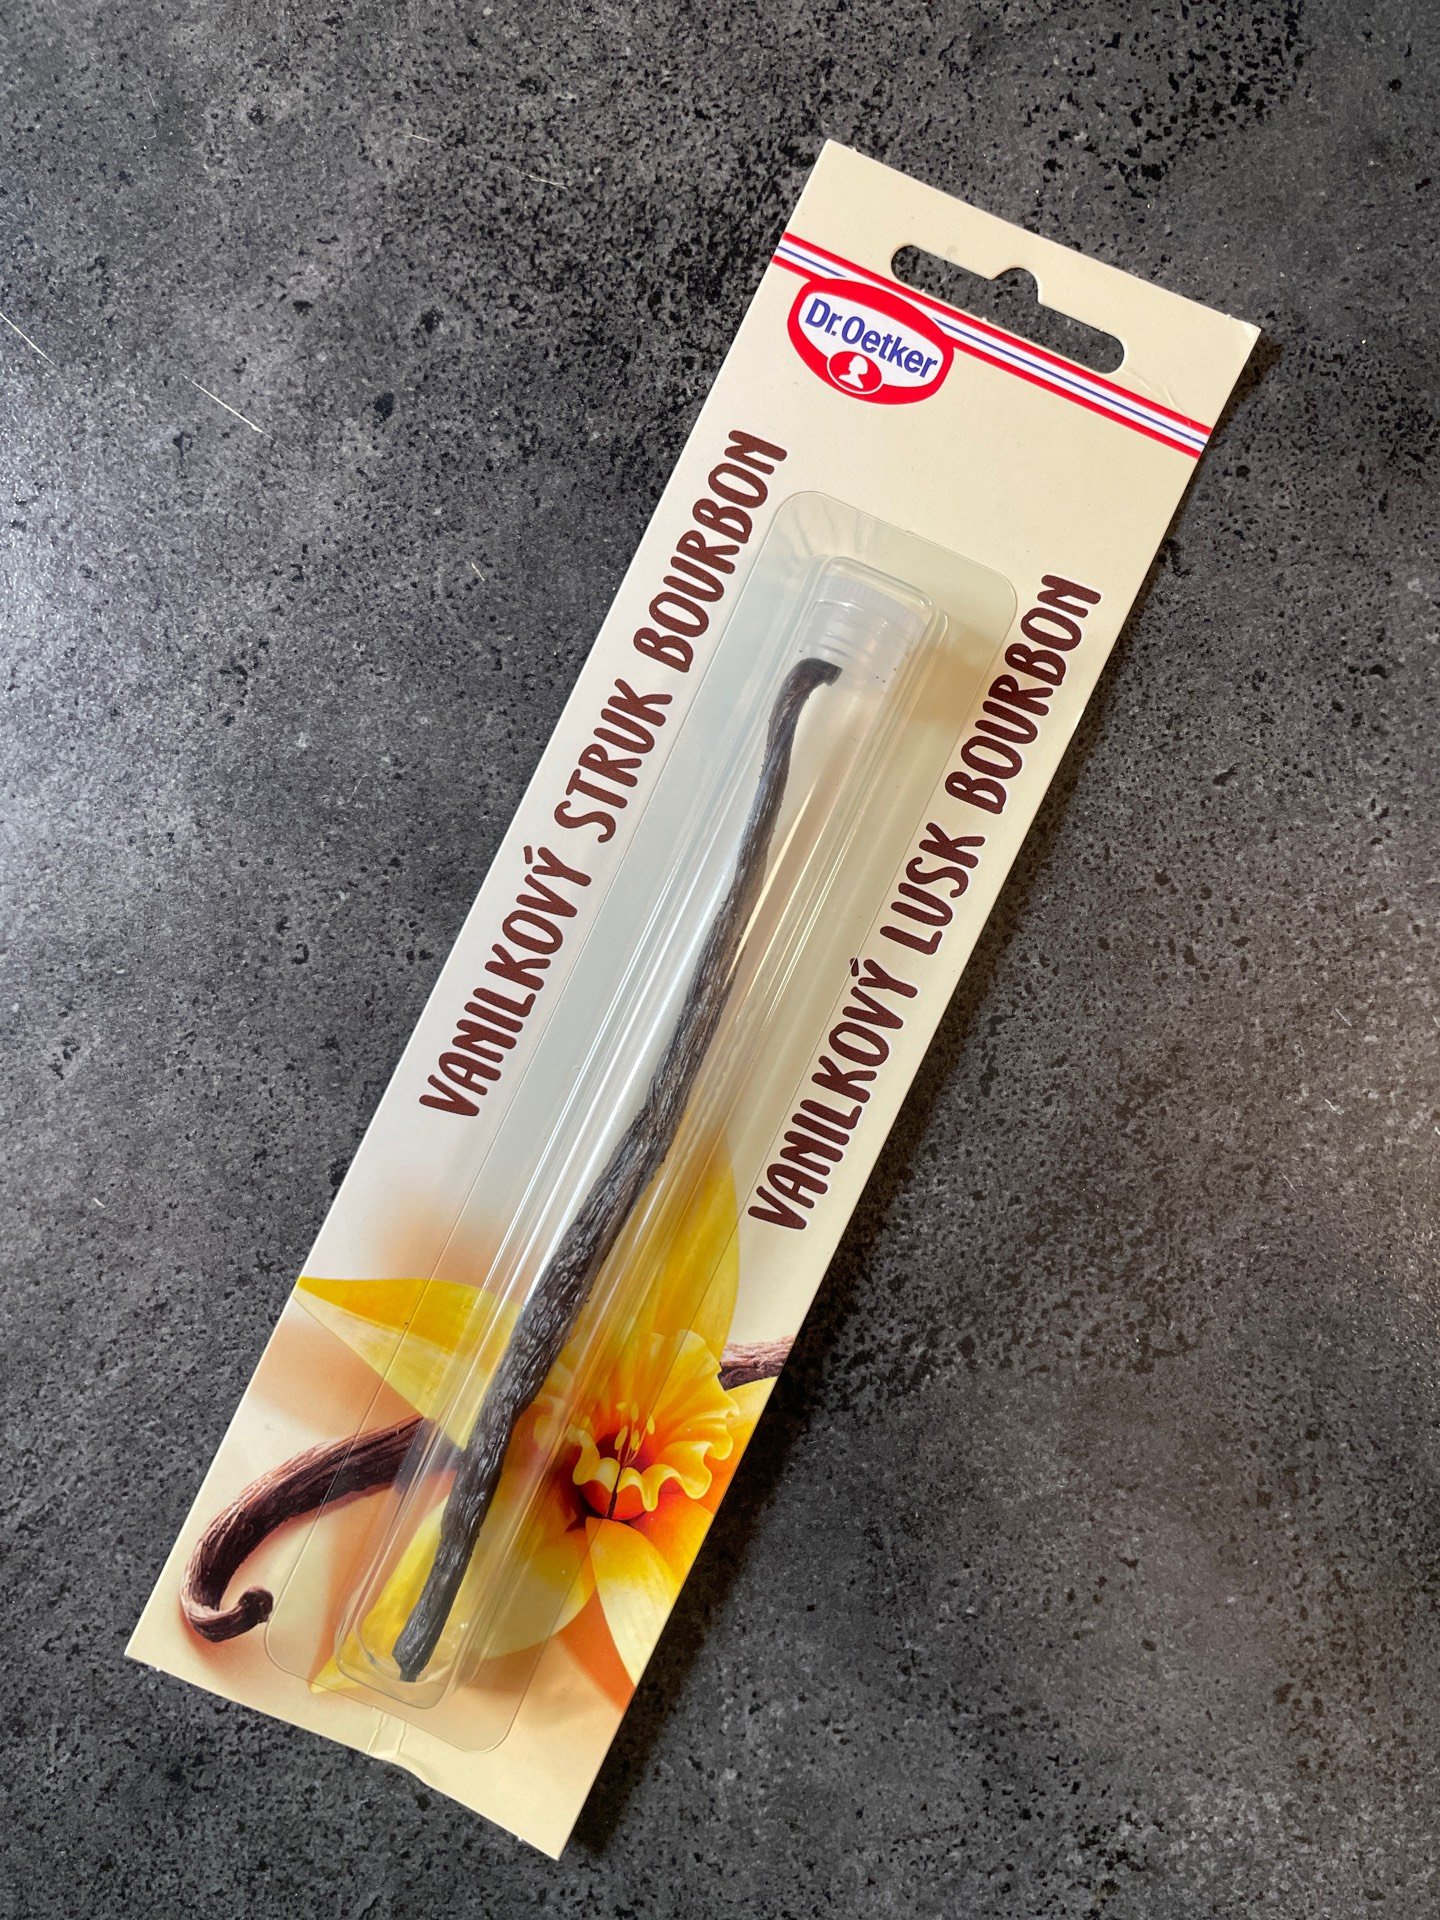 Dr.Oetker
VANILKOVÝ STRUK BOURBON
VANILKOVÝ LUSK BOURBON